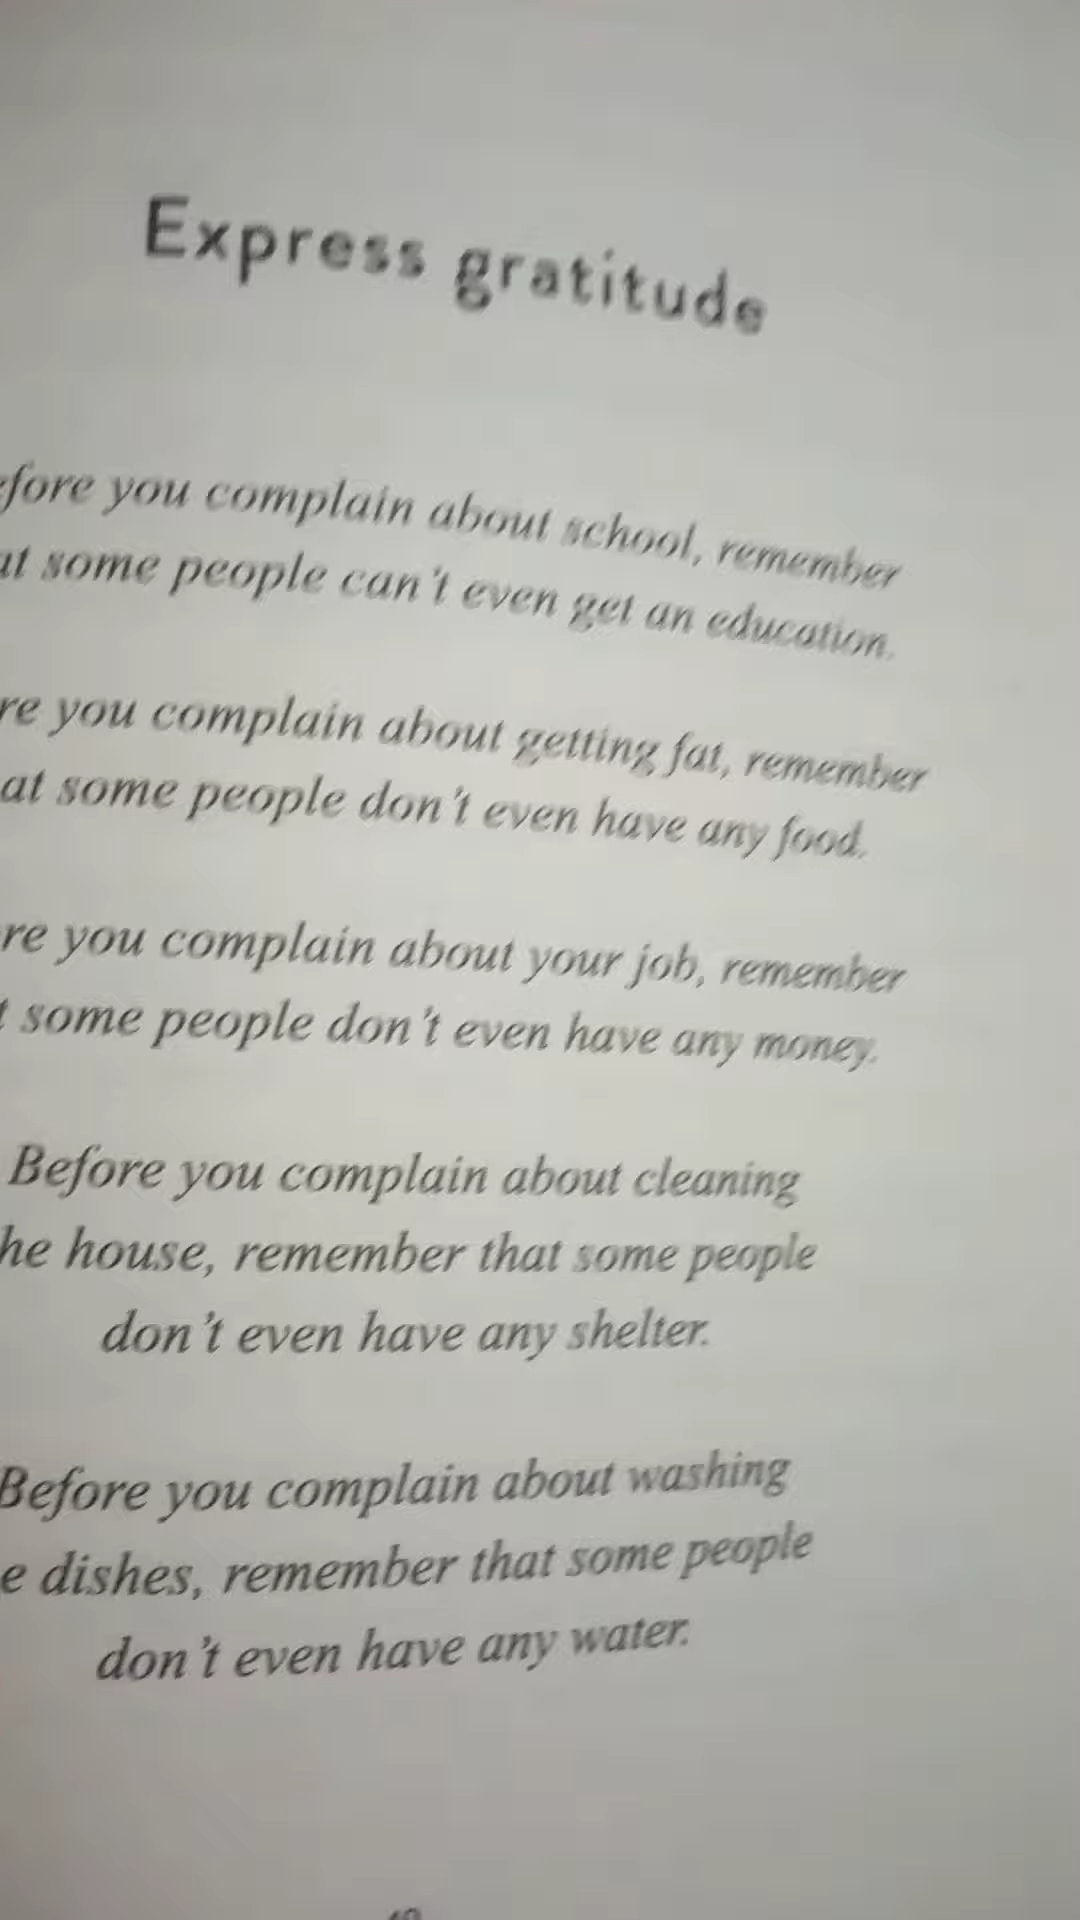 Express gratitude
efore you complain about school, remember
at some people can't even get an education.
re you complain about getting fat, remember
at some people don't even have any food.
re you complain about your job, remember
t some people don't even have any money.
Before you complain about cleaning
he house, remember that some people
don't even have any shelter.
Before you complain about washing
e dishes, remember that some people
don't even have any water.